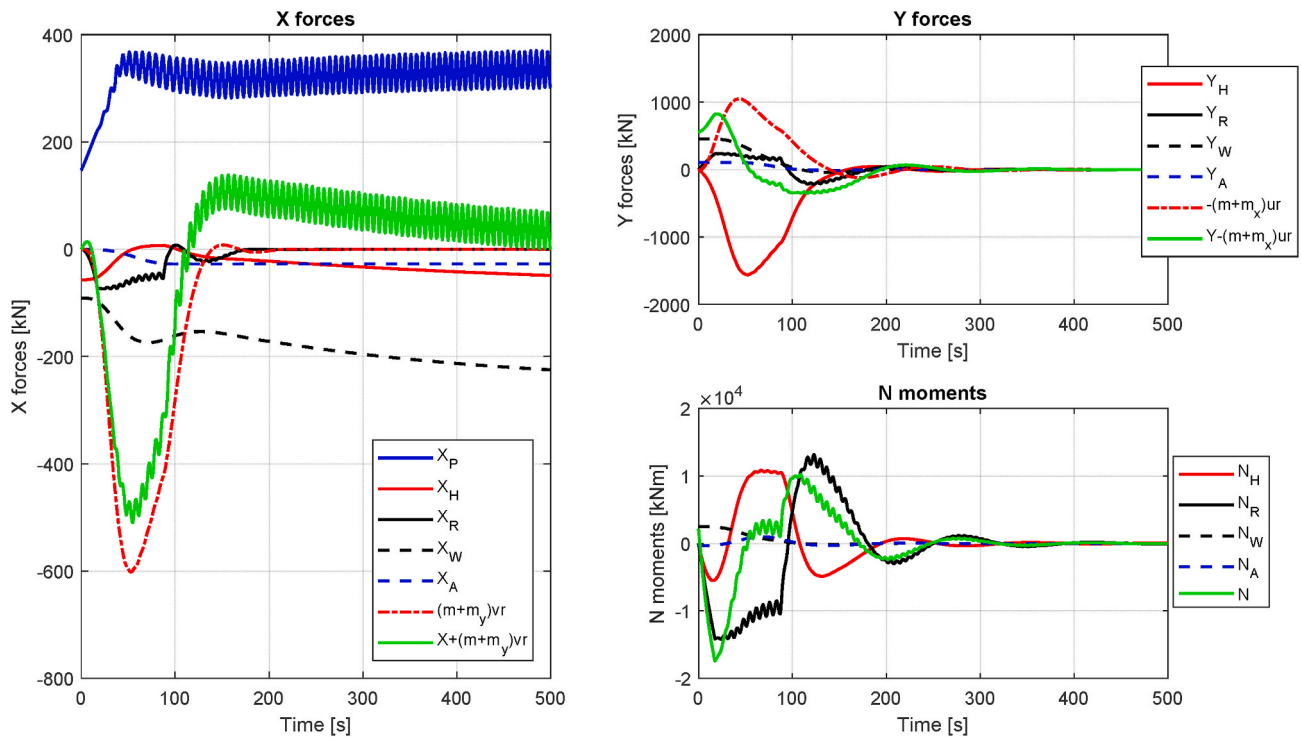 X forces
400
200
0
-200
-400
-600
-800
X forces [kN]
0 100 200 300 400 500
Time [s]
X_P
X_H
X_R
X_W
X_A
(m+m_y)vr
X+(m+m_y)vr
Y forces
2000
1000
0
-1000
-2000
Y forces [kN]
0 100 200 300 400 500
Time [s]
Y_H
Y_R
Y_W
Y_A
-(m+m_x)ur
Y-(m+m_x)ur
N moments
×10^4
2
1
0
-1
-2
N moments [kNm]
0 100 200 300 400 500
Time [s]
N_H
N_R
N_W
N_A
N